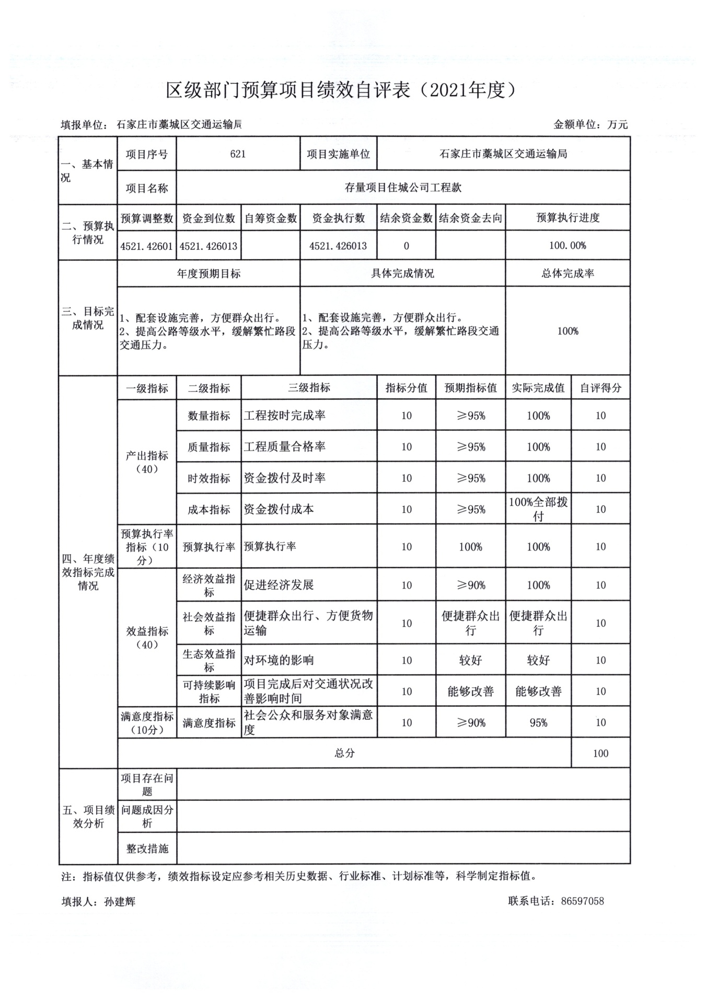 区级部门预算项目绩效自评表（2021年度）
填报单位： 石家庄市藁城区交通运输局 金额单位：万元
一、基本情
况
项目序号 621 项目实施单位 石家庄市藁城区交通运输局
项目名称 存量项目住城公司工程款
二、预算执
行情况
预算调整数 资金到位数 自筹资金数 资金执行数 结余资金数 结余资金去向 预算执行进度
4521.42601 4521.426013 4521.426013 0 100.00%
三、目标完
成情况
年度预期目标 具体完成情况 总体完成率
1、配套设施完善，方便群众出行。
2、提高公路等级水平，缓解繁忙路段
交通压力。
1、配套设施完善，方便群众出行。
2、提高公路等级水平，缓解繁忙路段交通
压力。
100%
四、年度绩
效指标完成
情况
一级指标 二级指标 三级指标 指标分值 预期指标值 实际完成值 自评得分
产出指标
（40）
数量指标 工程按时完成率 10 ≥95% 100% 10
质量指标 工程质量合格率 10 ≥95% 100% 10
时效指标 资金拨付及时率 10 ≥95% 100% 10
成本指标 资金拨付成本 10 ≥95%
100%全部拨
付
10
预算执行率
指标（10
分）
预算执行率 预算执行率 10 100% 100% 10
效益指标
（40）
经济效益指
标
促进经济发展 10 ≥90% 100% 10
社会效益指
标
便捷群众出行、方便货物
运输
10
便捷群众出
行
便捷群众出
行
10
生态效益指
标
对环境的影响 10 较好 较好 10
可持续影响
指标
项目完成后对交通状况改
善影响时间
10 能够改善 能够改善 10
满意度指标
（10分）
满意度指标
社会公众和服务对象满意
度
10 ≥90% 95% 10
总分 100
五、项目绩
效分析
项目存在问
题
问题成因分
析
整改措施
注：指标值仅供参考，绩效指标设定应参考相关历史数据、行业标准、计划标准等，科学制定指标值。
填报人：孙建辉 联系电话：86597058